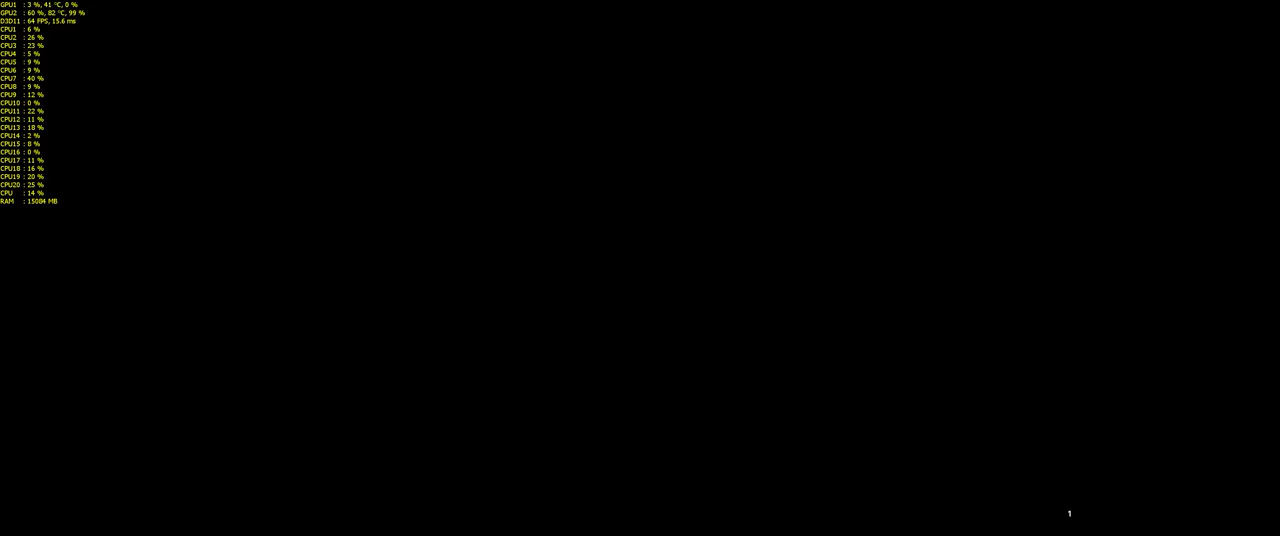 GPU1 : 3 %, 41 °C, 0 %
GPU2 : 60 %, 82 °C, 99 %
D3D11 : 64 FPS, 15.6 ms
CPU1 : 6 %
CPU2 : 26 %
CPU3 : 23 %
CPU4 : 5 %
CPU5 : 9 %
CPU6 : 9 %
CPU7 : 40 %
CPU8 : 9 %
CPU9 : 12 %
CPU10 : 0 %
CPU11 : 22 %
CPU12 : 11 %
CPU13 : 18 %
CPU14 : 2 %
CPU15 : 8 %
CPU16 : 0 %
CPU17 : 11 %
CPU18 : 16 %
CPU19 : 20 %
CPU20 : 25 %
CPU : 14 %
RAM : 15084 MB
1